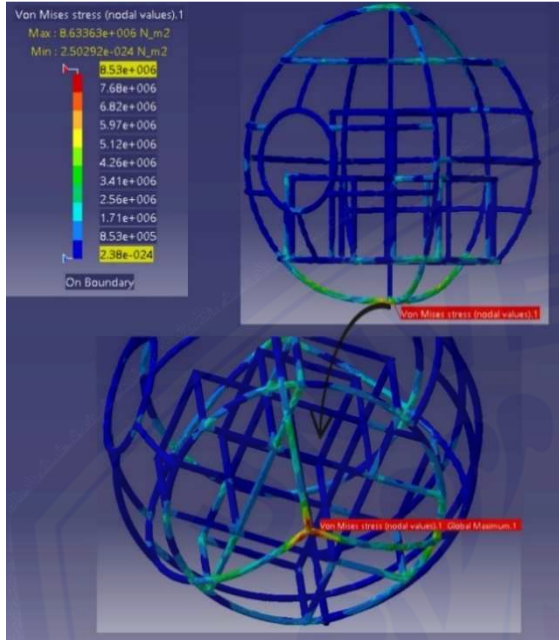 Von Mises stress (nodal values).1
Max : 8.63363e+006 N_m2
Min : 2.50292e-024 N_m2
8.53e+006
7.68e+006
6.82e+006
5.97e+006
5.12e+006
4.26e+006
3.41e+006
2.56e+006
1.71e+006
8.53e+005
2.38e-024
On Boundary
Von Mises stress (nodal values).1
Von Mises stress (nodal values).1 Global Maximum.1